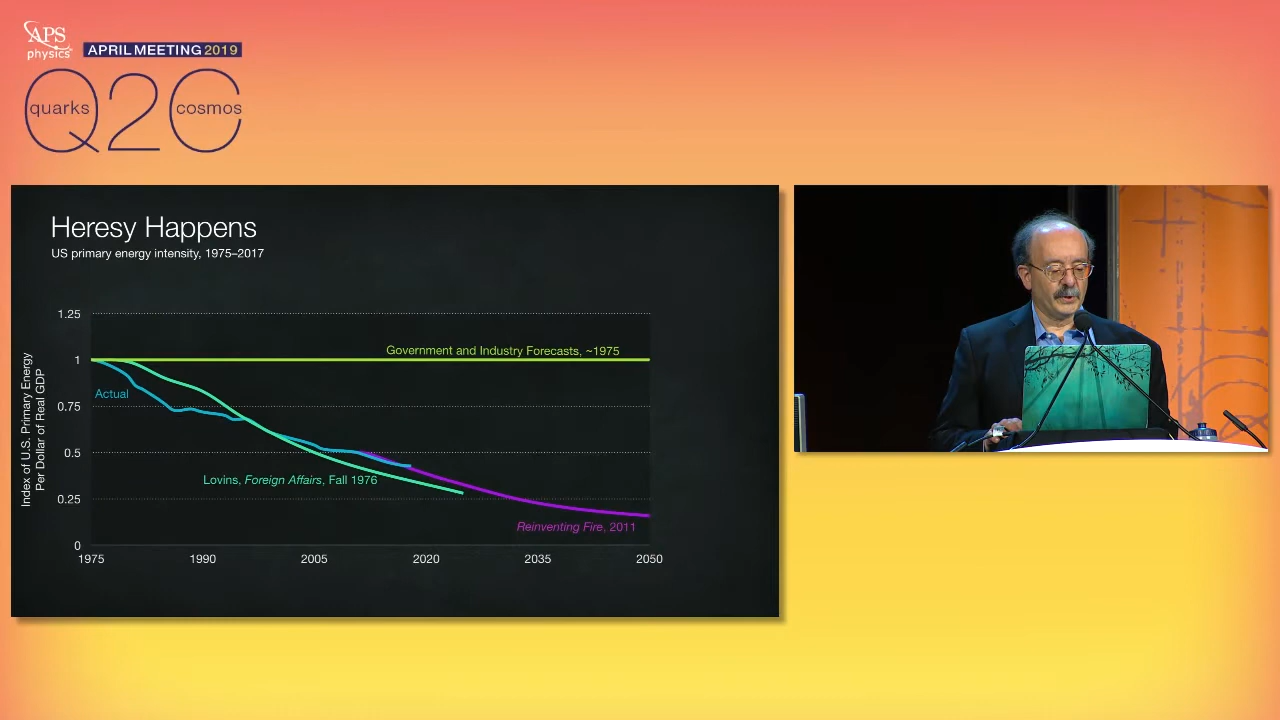 APS
physics
APRIL MEETING 2019
Q2C
quarks
cosmos
Heresy Happens
US primary energy intensity, 1975–2017
Index of U.S. Primary Energy
Per Dollar of Real GDP
1.25
1
0.75
0.5
0.25
0
Government and Industry Forecasts, ~1975
Actual
Lovins, Foreign Affairs, Fall 1976
Reinventing Fire, 2011
1975
1990
2005
2020
2035
2050